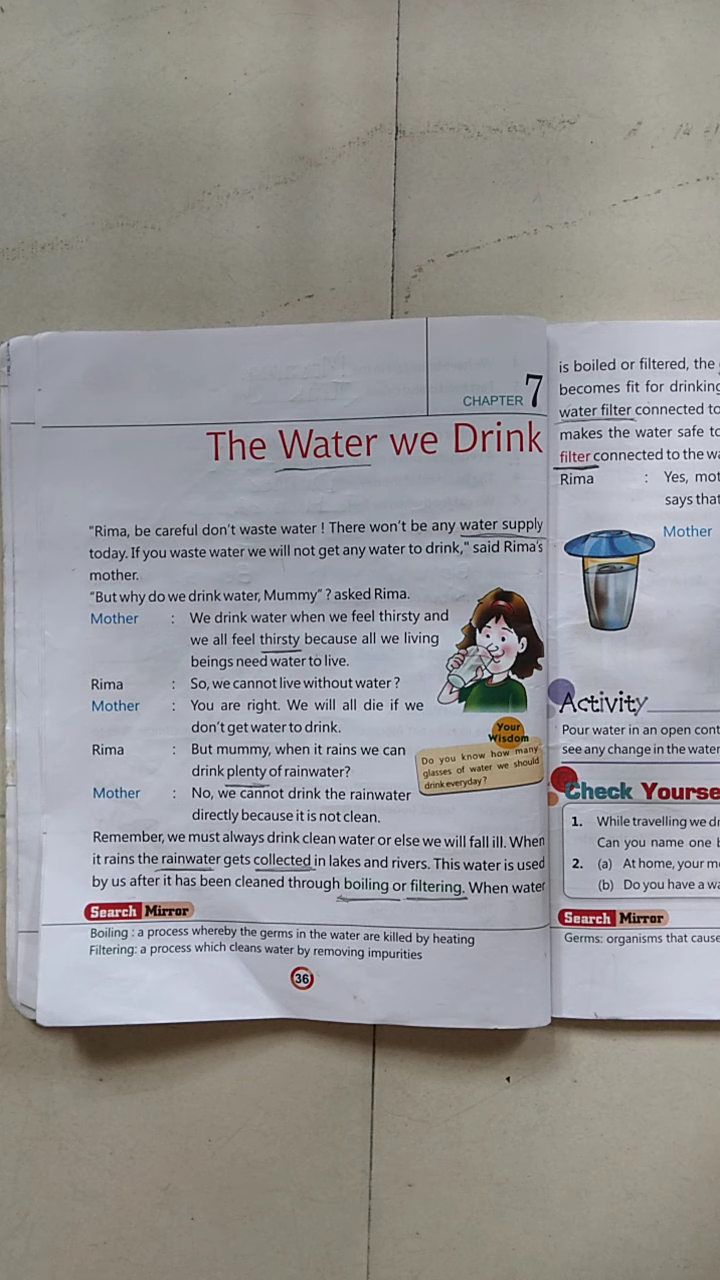 CHAPTER 7
The Water we Drink
"Rima, be careful don't waste water ! There won't be any water supply
today. If you waste water we will not get any water to drink," said Rima's
mother.
"But why do we drink water, Mummy" ? asked Rima.
Mother : We drink water when we feel thirsty and
we all feel thirsty because all we living
beings need water to live.
Rima : So, we cannot live without water ?
Mother : You are right. We will all die if we
don't get water to drink.
Rima : But mummy, when it rains we can
drink plenty of rainwater?
Mother : No, we cannot drink the rainwater
directly because it is not clean.
Your
Wisdom
Do you know how many
glasses of water we should
drink everyday ?
Remember, we must always drink clean water or else we will fall ill. When
it rains the rainwater gets collected in lakes and rivers. This water is used
by us after it has been cleaned through boiling or filtering. When water
Search Mirror
Boiling : a process whereby the germs in the water are killed by heating
Filtering: a process which cleans water by removing impurities
36
is boiled or filtered, the
becomes fit for drinking
water filter connected to
makes the water safe to
filter connected to the
Rima : Yes,
says that
Mother
Activity
Pour water in an open
see any change in the water
Check
1. While travelling we
Can you name one
2. (a) At home, your
(b) Do you have a
Search Mirror
Germs: organisms that cause